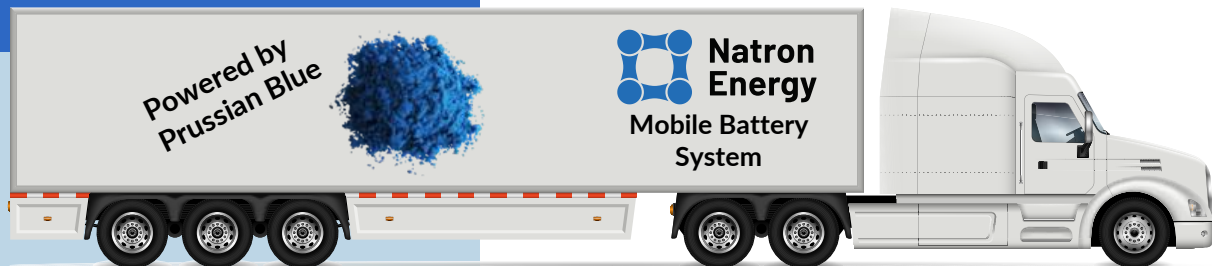 Powered by
Prussian Blue
Natron
Energy
Mobile Battery
System